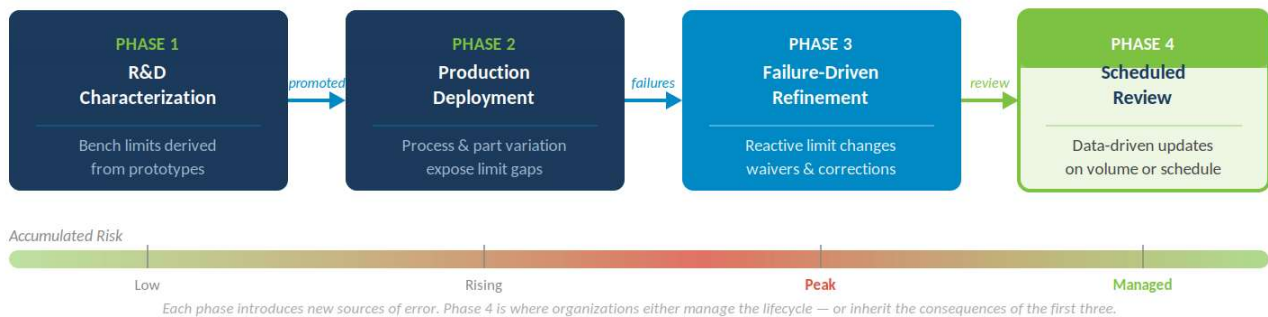 PHASE 1
R&D
Characterization
Bench limits derived
from prototypes
promoted
PHASE 2
Production
Deployment
Process & part variation
expose limit gaps
failures
PHASE 3
Failure-Driven
Refinement
Reactive limit changes
waivers & corrections
review
PHASE 4
Scheduled
Review
Data-driven updates
on volume or schedule
Accumulated Risk
Low
Rising
Peak
Managed
Each phase introduces new sources of error. Phase 4 is where organizations either manage the lifecycle — or inherit the consequences of the first three.